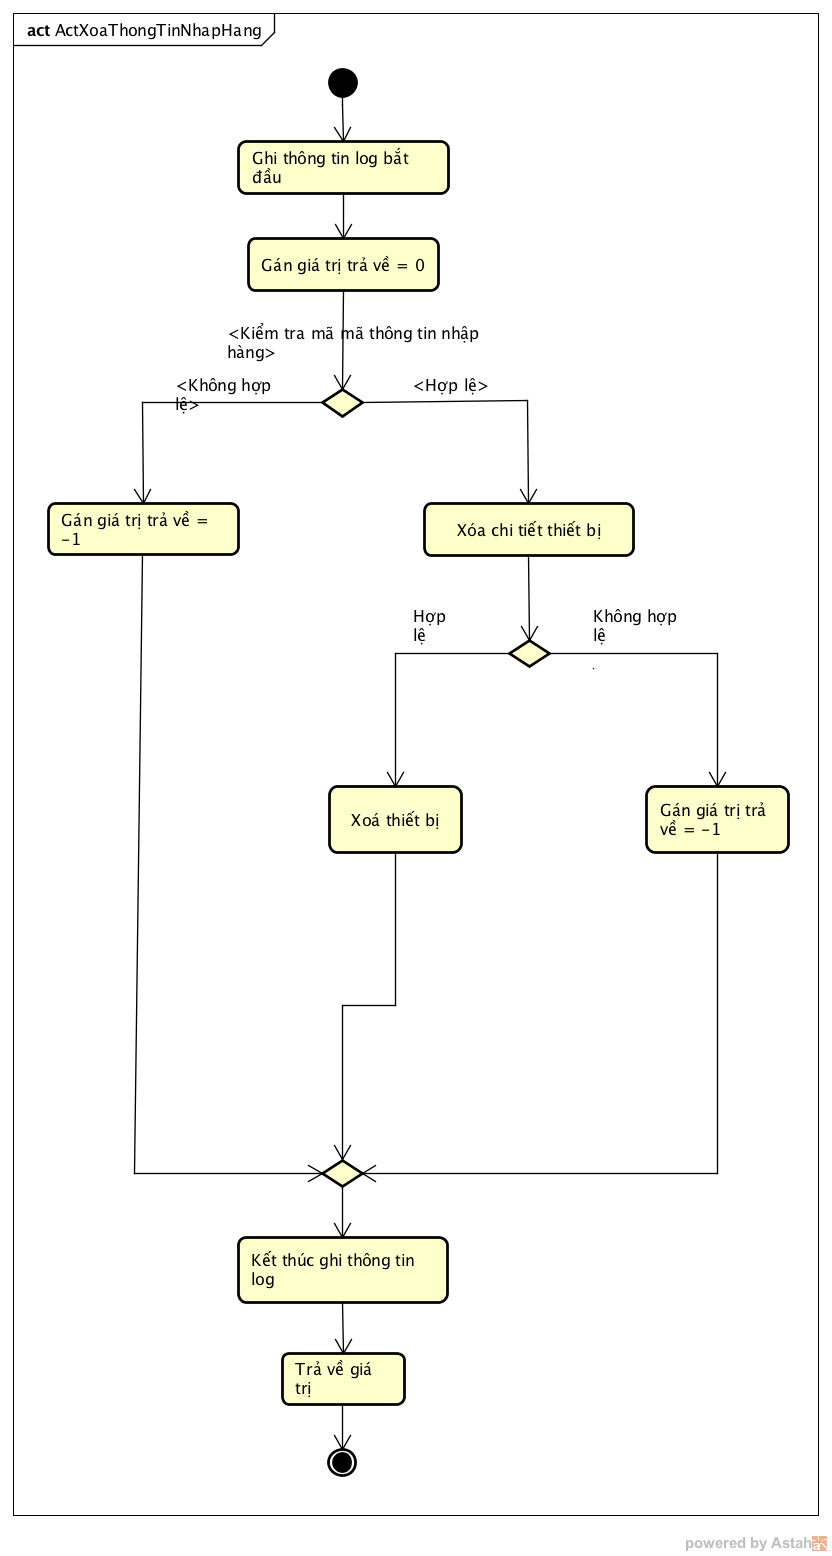 act ActXoaThongTinNhapHang
Ghi thông tin log bắt
đầu
Gán giá trị trả về = 0
<Kiểm tra mã mã thông tin nhập
hàng>
<Không hợp
lệ>
<Hợp lệ>
Gán giá trị trả về =
-1
Xóa chi tiết thiết bị
Hợp
lệ
Không hợp
lệ
.
Xoá thiết bị
Gán giá trị trả
về = -1
Kết thúc ghi thông tin
log
Trả về giá
trị
powered by Astah